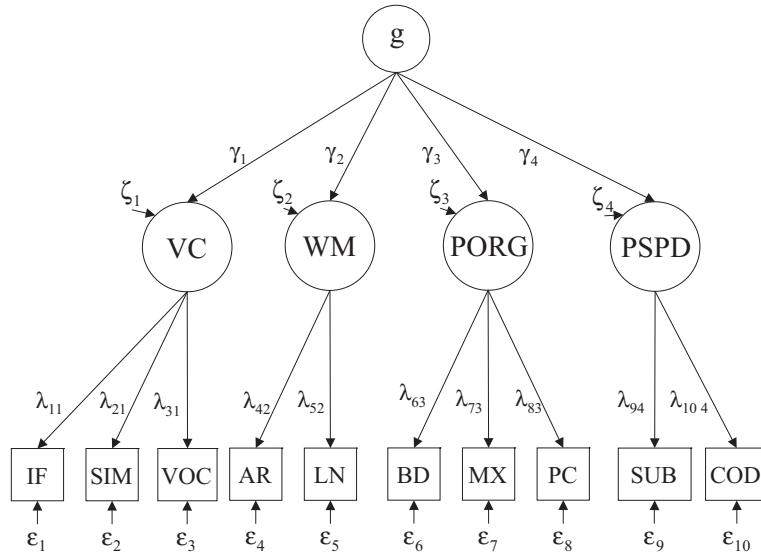 g
γ1 γ2 γ3 γ4
ζ1 ζ2 ζ3 ζ4
VC WM PORG PSPD
λ11 λ21 λ31 λ42 λ52 λ63 λ73 λ83 λ94 λ10 4
IF SIM VOC AR LN BD MX PC SUB COD
ε1 ε2 ε3 ε4 ε5 ε6 ε7 ε8 ε9 ε10